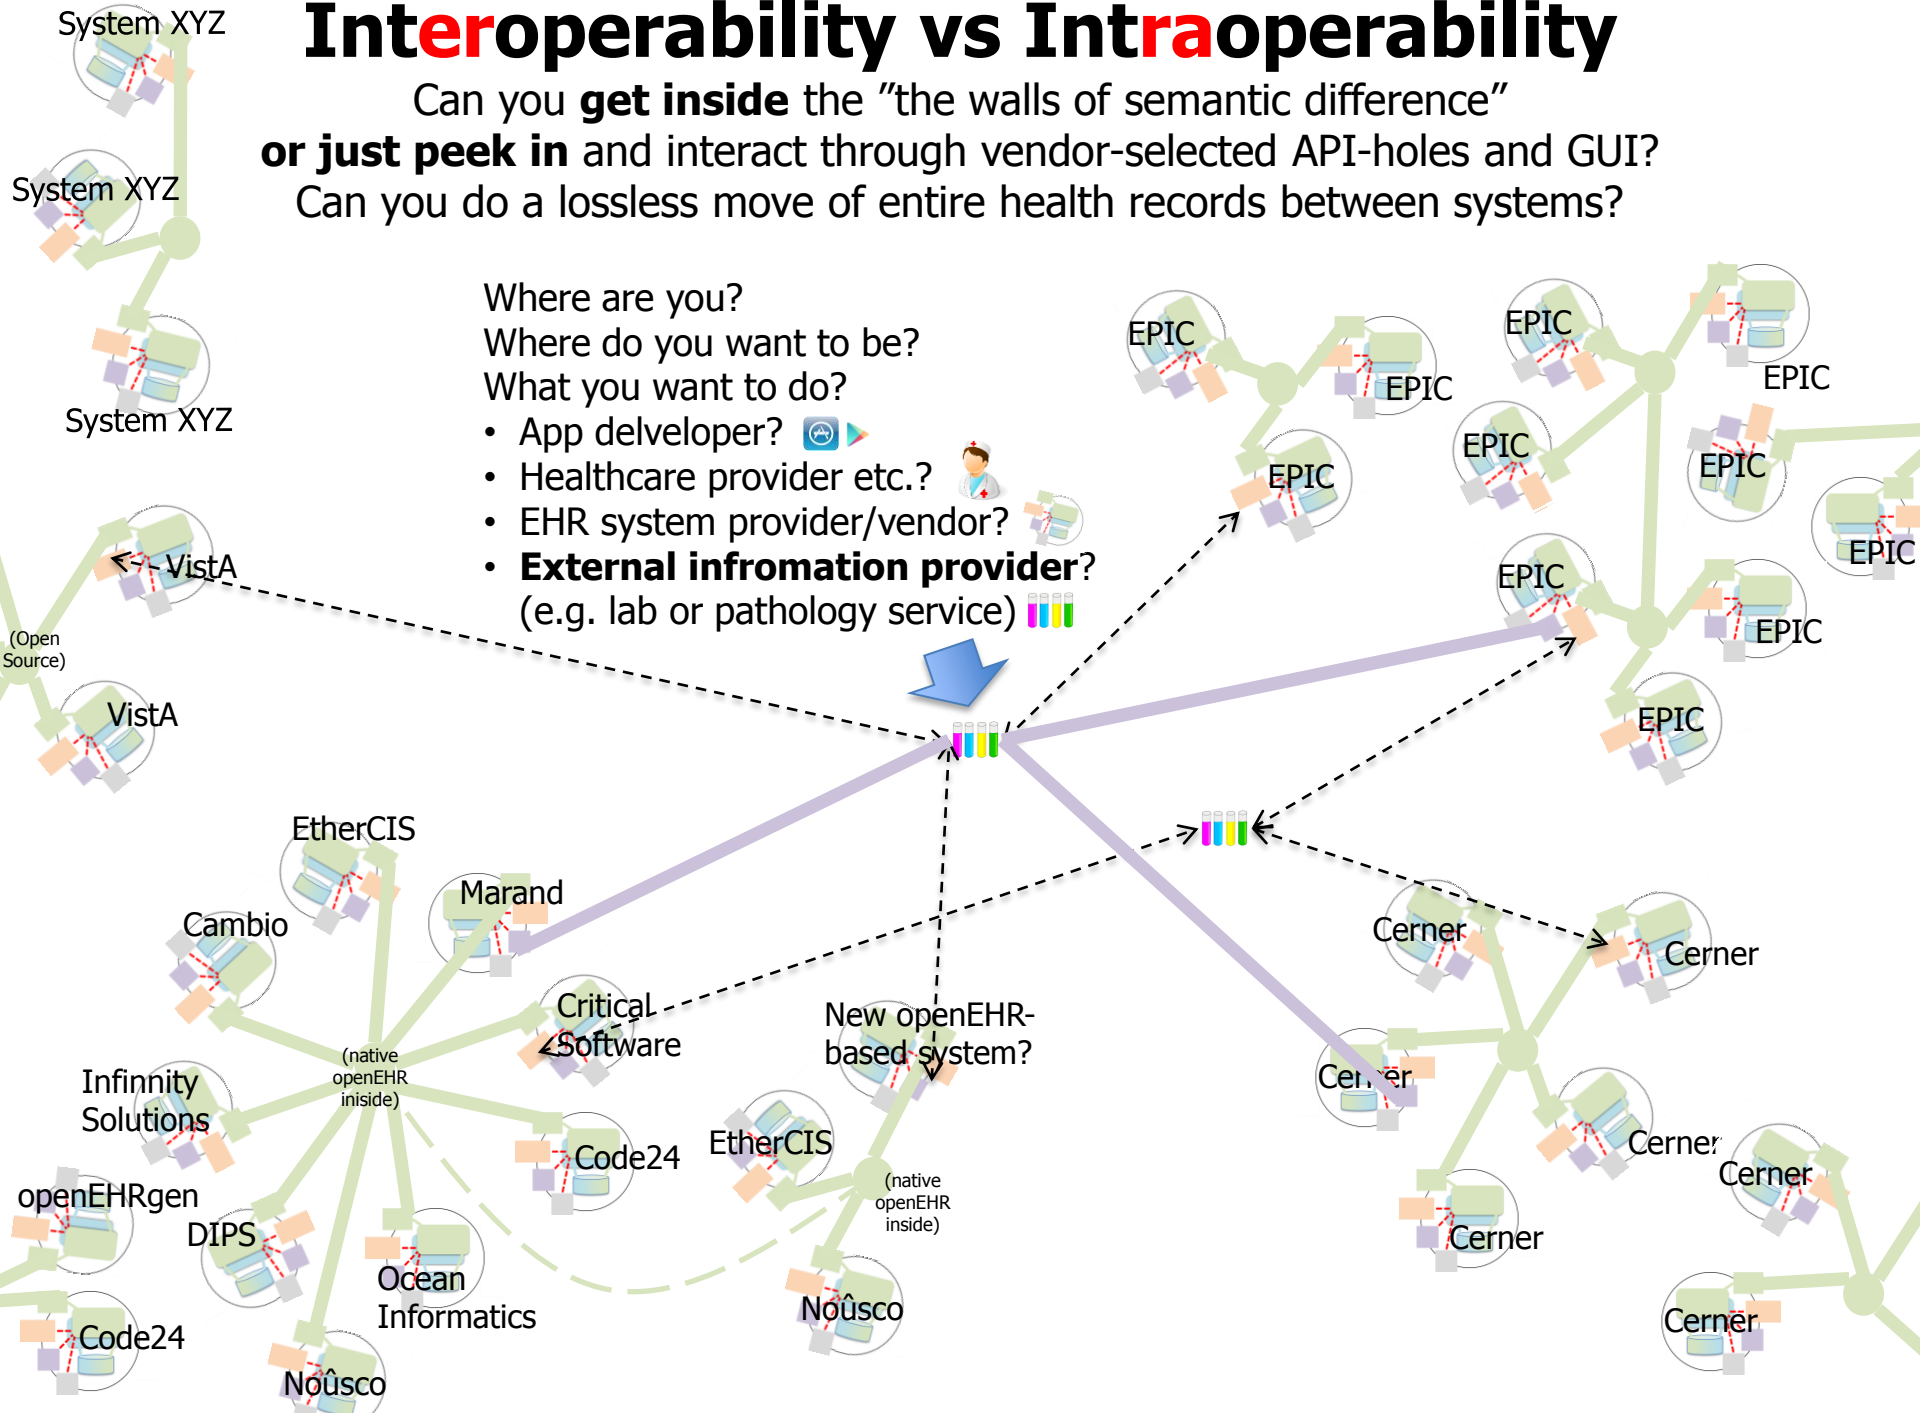 Interoperability vs Intraoperability
Can you get inside the ”the walls of semantic difference”
or just peek in and interact through vendor-selected API-holes and GUI?
Can you do a lossless move of entire health records between systems?
System XYZ
System XYZ
System XYZ
Where are you?
Where do you want to be?
What you want to do?
• App delveloper?
• Healthcare provider etc.?
• EHR system provider/vendor?
• External infromation provider?
(e.g. lab or pathology service)
EPIC
EPIC
EPIC
EPIC
EPIC
EPIC
EPIC
EPIC
EPIC
EPIC
EPIC
VistA
(Open
Source)
VistA
EtherCIS
Marand
Cambio
Critical
Software
(native
openEHR
iniside)
Infinnity
Solutions
Code24
openEHRgen
DIPS
Ocean
Informatics
Code24
Noûsco
New openEHR-
based system?
EtherCIS
(native
openEHR
inside)
Noûsco
Cerner
Cerner
Cerner
Cerner
Cerner
Cerner
Cerner